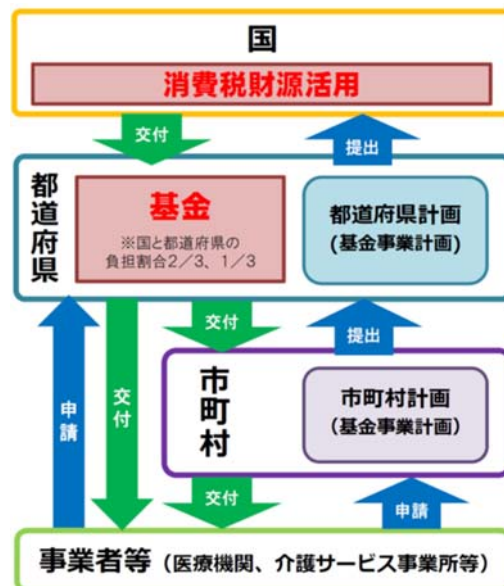 国
消費税財源活用
交付
提出
都道府県
基金
※国と都道府県の
負担割合2/3、1/3
都道府県計画
(基金事業計画)
交付
提出
申請
交付
市町村
市町村計画
(基金事業計画)
交付
申請
事業者等(医療機関、介護サービス事業所等)